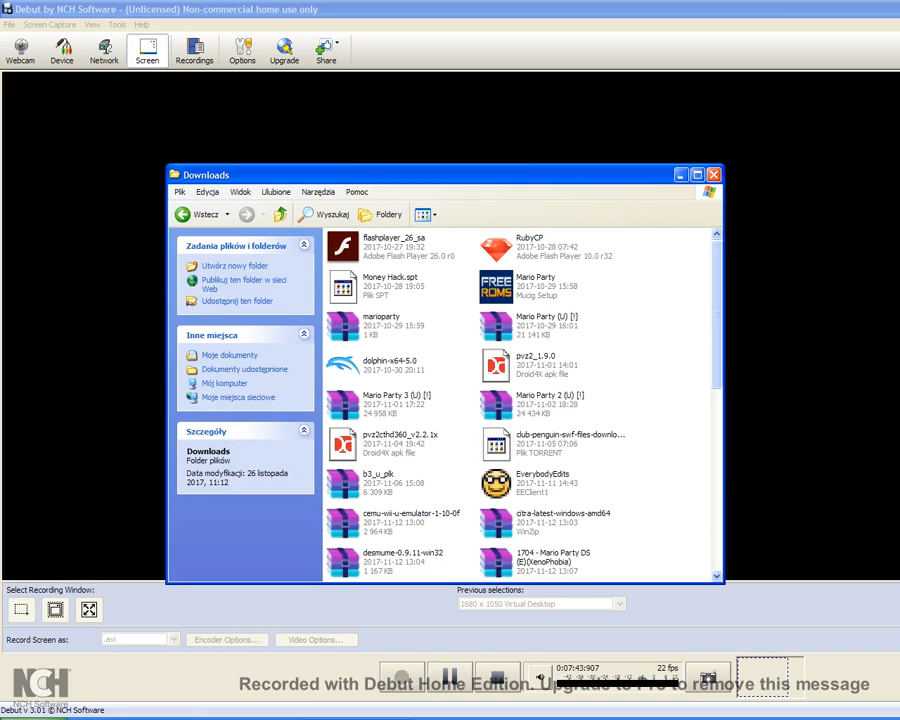 Debut by NCH Software - (Unlicensed) Non-commercial home use only
File Screen Capture View Tools Help
Webcam Device Network Screen Recordings Options Upgrade Share
Downloads
Plik Edycja Widok Ulubione Narzędzia Pomoc
Wstecz Wyszukaj Foldery
Zadania plików i folderów
Utwórz nowy folder
Publikuj ten folder w sieci
Web
Udostępnij ten folder
Inne miejsca
Moje dokumenty
Dokumenty udostępnione
Mój komputer
Moje miejsca sieciowe
Szczegóły
Downloads
Folder plików
Data modyfikacji: 26 listopada
2017, 11:12
flashplayer_26_sa
2017-10-27 19:32
Adobe Flash Player 26.0 r0
RubyCP
2017-10-28 07:42
Adobe Flash Player 10.0 r32
Money Hack.spt
2017-10-28 19:05
Plik SPT
FREE
ROMS
Mario Party
2017-10-29 15:58
Mucig Setup
marioparty
2017-10-29 15:59
1 KB
Mario Party (U) [!]
2017-10-29 16:01
21 141 KB
dolphin-x64-5.0
2017-10-30 20:11
pvz2_1.9.0
2017-11-01 14:01
Droid4X apk file
Mario Party 3 (U) [!]
2017-11-01 17:22
24 958 KB
Mario Party 2 (U) [!]
2017-11-02 18:28
24 434 KB
pvz2cthd360_v2.2.1x
2017-11-04 19:42
Droid4X apk file
club-penguin-swf-files-downlo...
2017-11-05 07:06
Plik TORRENT
b3_u_plk
2017-11-06 15:08
6 309 KB
EverybodyEdits
2017-11-11 14:43
EEClient1
cemu-wii-u-emulator-1-10-0f
2017-11-12 13:00
2 964 KB
citra-latest-windows-amd64
2017-11-12 13:03
WinZip
desmume-0.9.11-win32
2017-11-12 13:04
1 167 KB
1704 - Mario Party DS
(E)(XenoPhobia)
2017-11-12 13:07
Select Recording Window:
Previous selections:
1680 x 1050 Virtual Desktop
Record Screen as: .avi Encoder Options... Video Options...
0:07:43:907 22 fps
NCH
NCH Software
Recorded with Debut Home Edition. Upgrade to Pro to remove this message
Debut v 3.01 © NCH Software